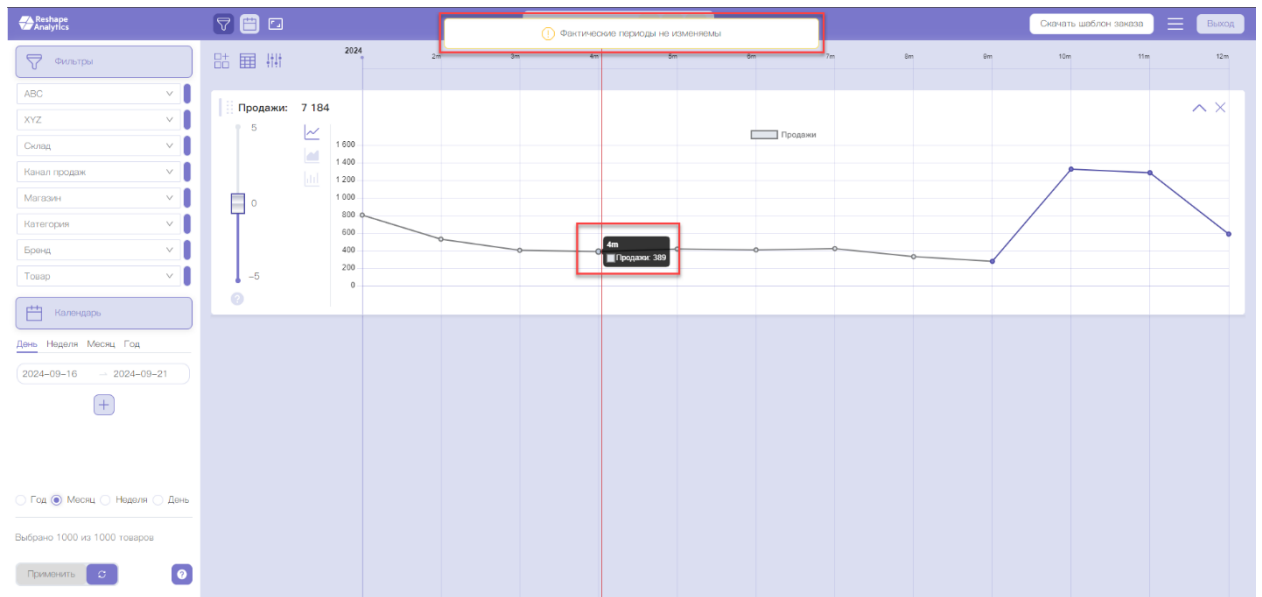 Reshape
Analytics
Фактические периоды не изменяемы
Скачать шаблон заказа
Выход
Фильтры
ABC
XYZ
Склад
Канал продаж
Магазин
Категория
Бренд
Товар
Календарь
День Неделя Месяц Год
2024-09-16 → 2024-09-21
Год Месяц Неделя День
Выбрано 1000 из 1000 товаров
Применить
2024 2m 3m 4m 5m 6m 7m 8m 9m 10m 11m 12m
Продажи: 7 184
5
0
-5
Продажи
1 600
1 400
1 200
1 000
800
600
400
200
0
4m
Продажи: 389